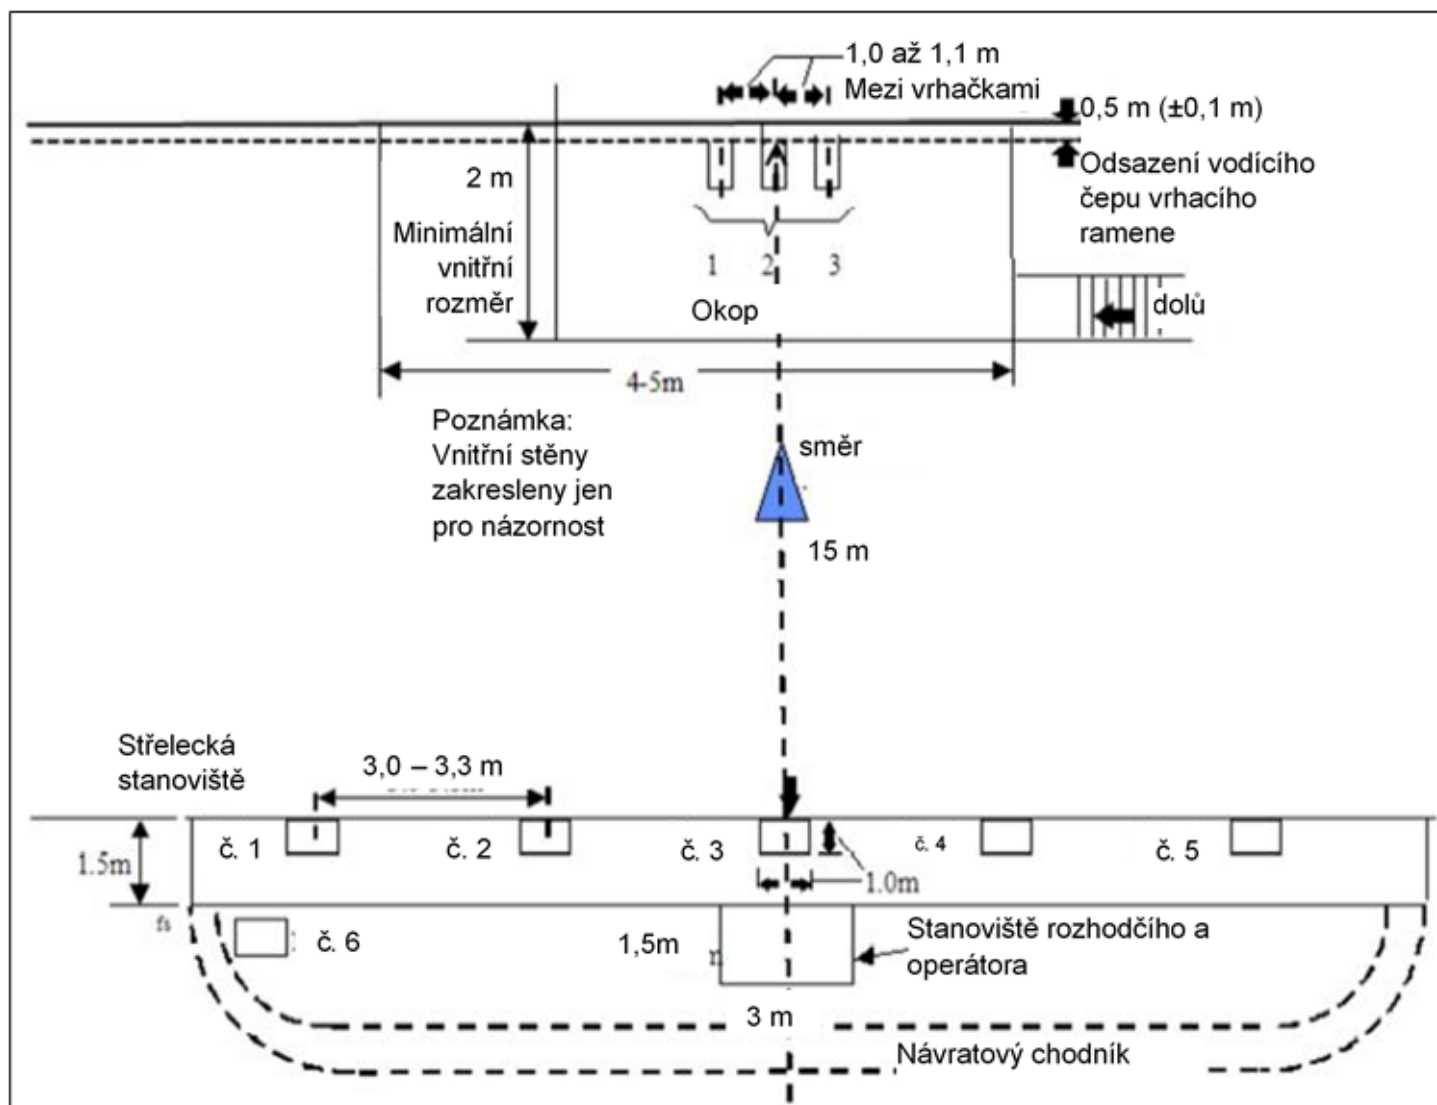 1,0 až 1,1 m
Mezi vrhačkami
0,5 m (±0,1 m)
Odsazení vodícího
čepu vrhacího
ramene
2 m
Minimální
vnitřní
rozměr
1
2
3
Okop
dolů
4-5m
Poznámka:
Vnitřní stěny
zakresleny jen
pro názornost
směr
15 m
Střelecká
stanoviště
3,0 – 3,3 m
1.5m
č. 1
č. 2
č. 3
č. 4
č. 5
1.0m
fs
č. 6
1,5m
Stanoviště rozhodčího a
operátora
3 m
Návratový chodník